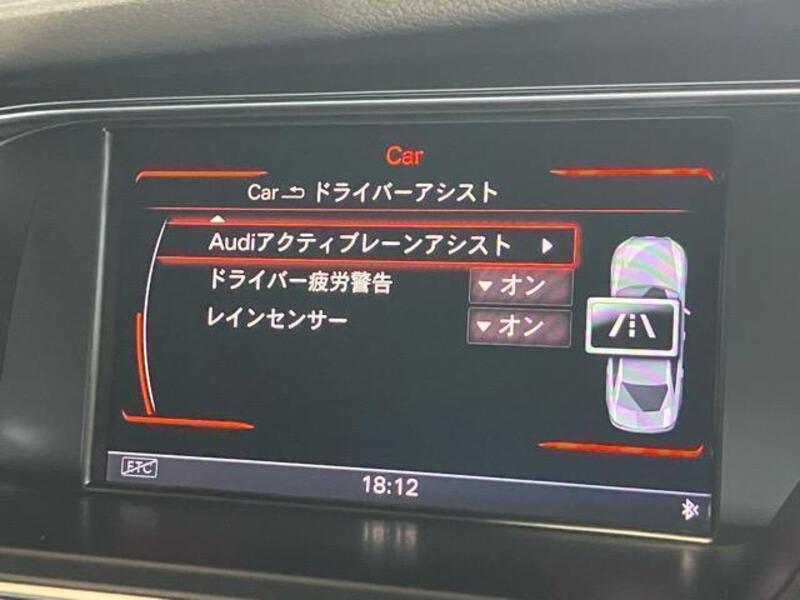 Car
Car ドライバーアシスト
Audiアクティブレーンアシスト
ドライバー疲労警告 オン
レインセンサー オン
ETC
18:12